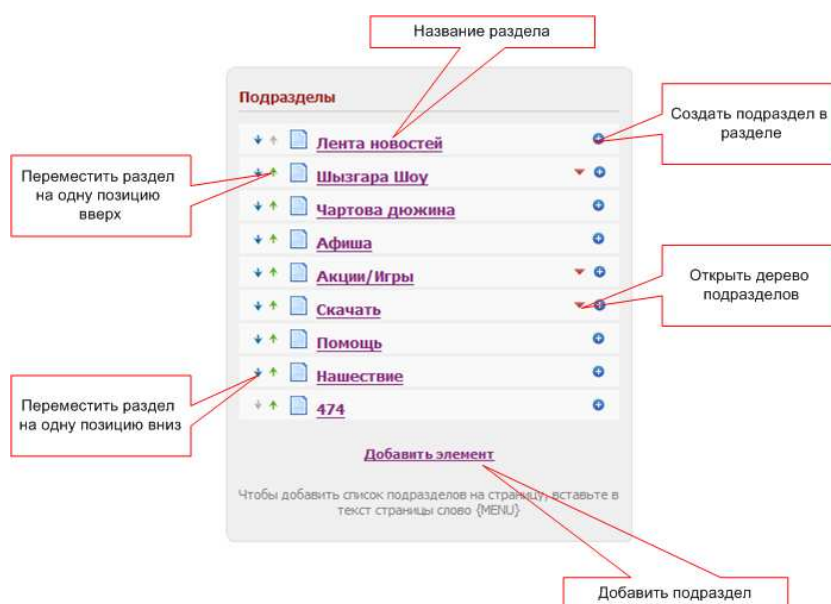 Название раздела
Подразделы
Создать подраздел в
разделе
Лента новостей
Переместить раздел
на одну позицию
вверх
Шызгара Шоу
Чартова дюжина
Афиша
Открыть дерево
подразделов
Акции/Игры
Скачать
Помощь
Нашествие
Переместить раздел
на одну позицию вниз
474
Добавить элемент
Чтобы добавить список подразделов на страницу, вставьте в
текст страницы слово {MENU}
Добавить подраздел